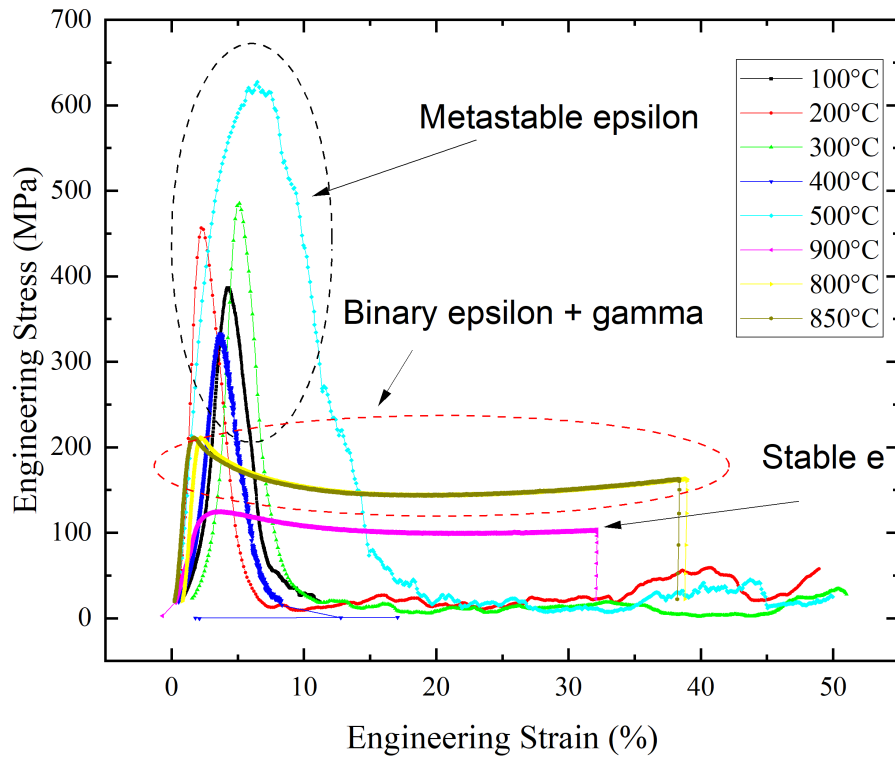 700
600
500
400
300
200
100
0
Engineering Stress (MPa)
0
10
20
30
40
50
Engineering Strain (%)
Metastable epsilon
Binary epsilon + gamma
Stable e
100°C
200°C
300°C
400°C
500°C
900°C
800°C
850°C